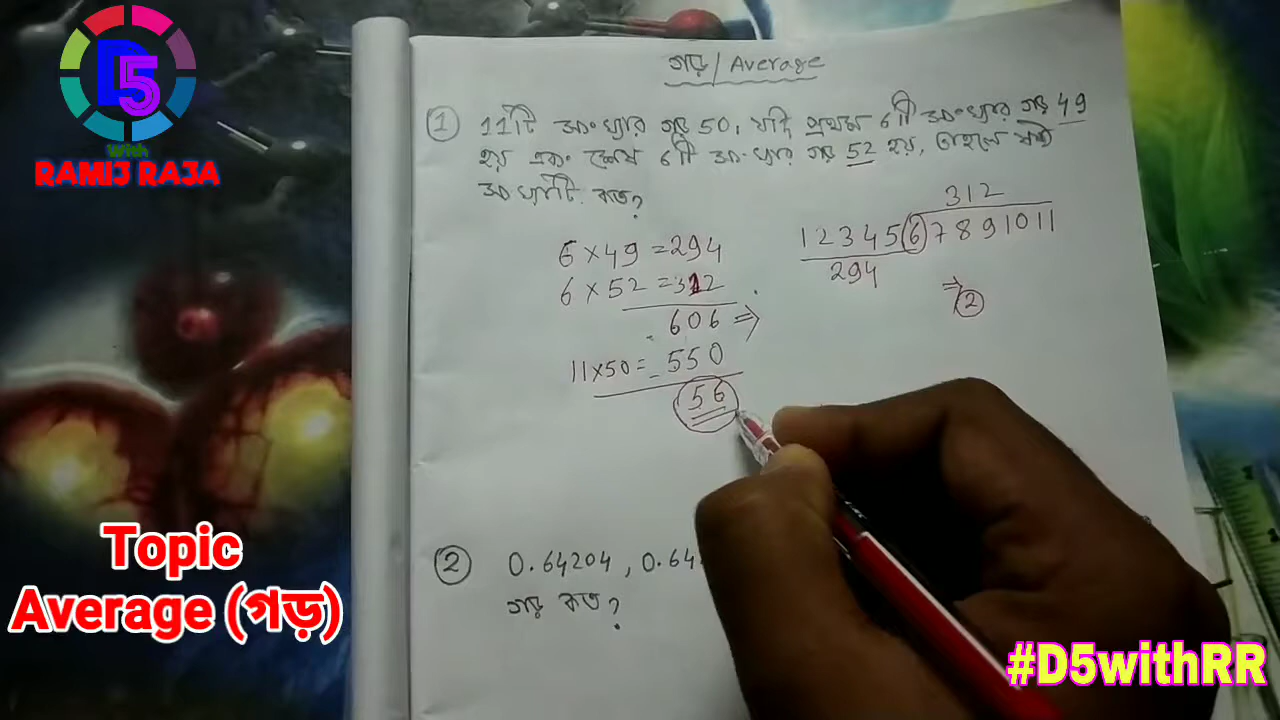 D5
With
RAMIJ RAJA
গড় / Average
① 11টি সংখ্যার গড় 50, যদি প্রথম 6টি সংখ্যার গড় 49
হয় এবং শেষ 6টি সংখ্যার গড় 52 হয়, তাহলে ষষ্ঠ
সংখ্যাটি কত?
6 × 49 = 294
6 × 52 = 312
606 ⇒
11×50 = 550
56
312
1 2 3 4 5 6 7 8 9 10 11
294
⇒ ②
② 0.64204, 0.64
গড় কত?
Topic
Average (গড়)
#D5withRR